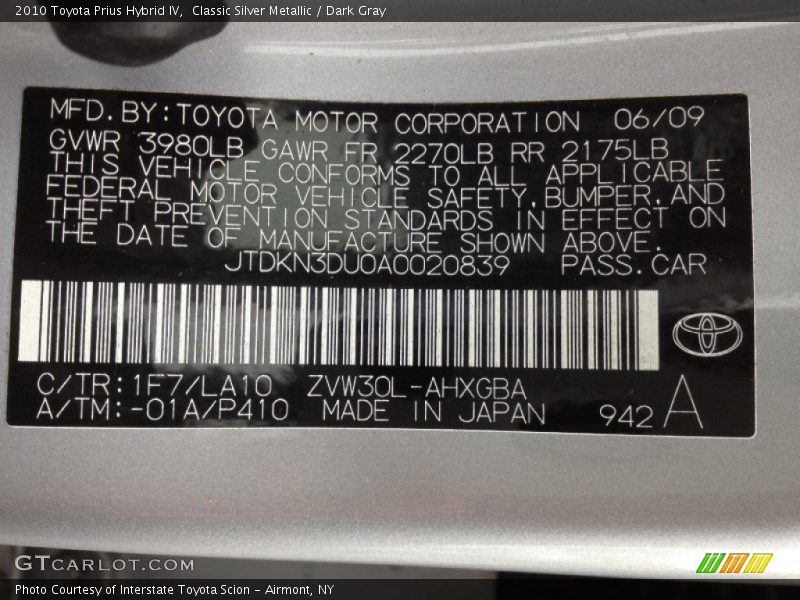 2010 Toyota Prius Hybrid IV, Classic Silver Metallic / Dark Gray
MFD.BY:TOYOTA MOTOR CORPORATION 06/09
GVWR 3980LB GAWR FR 2270LB RR 2175LB
THIS VEHICLE CONFORMS TO ALL APPLICABLE
FEDERAL MOTOR VEHICLE SAFETY,BUMPER,AND
THEFT PREVENTION STANDARDS IN EFFECT ON
THE DATE OF MANUFACTURE SHOWN ABOVE.
JTDKN3DU0A0020839 PASS.CAR
C/TR:1F7/LA10 ZVW30L-AHXGBA
A/TM:-01A/P410 MADE IN JAPAN 942 A
GTCARLOT.COM
Photo Courtesy of Interstate Toyota Scion - Airmont, NY